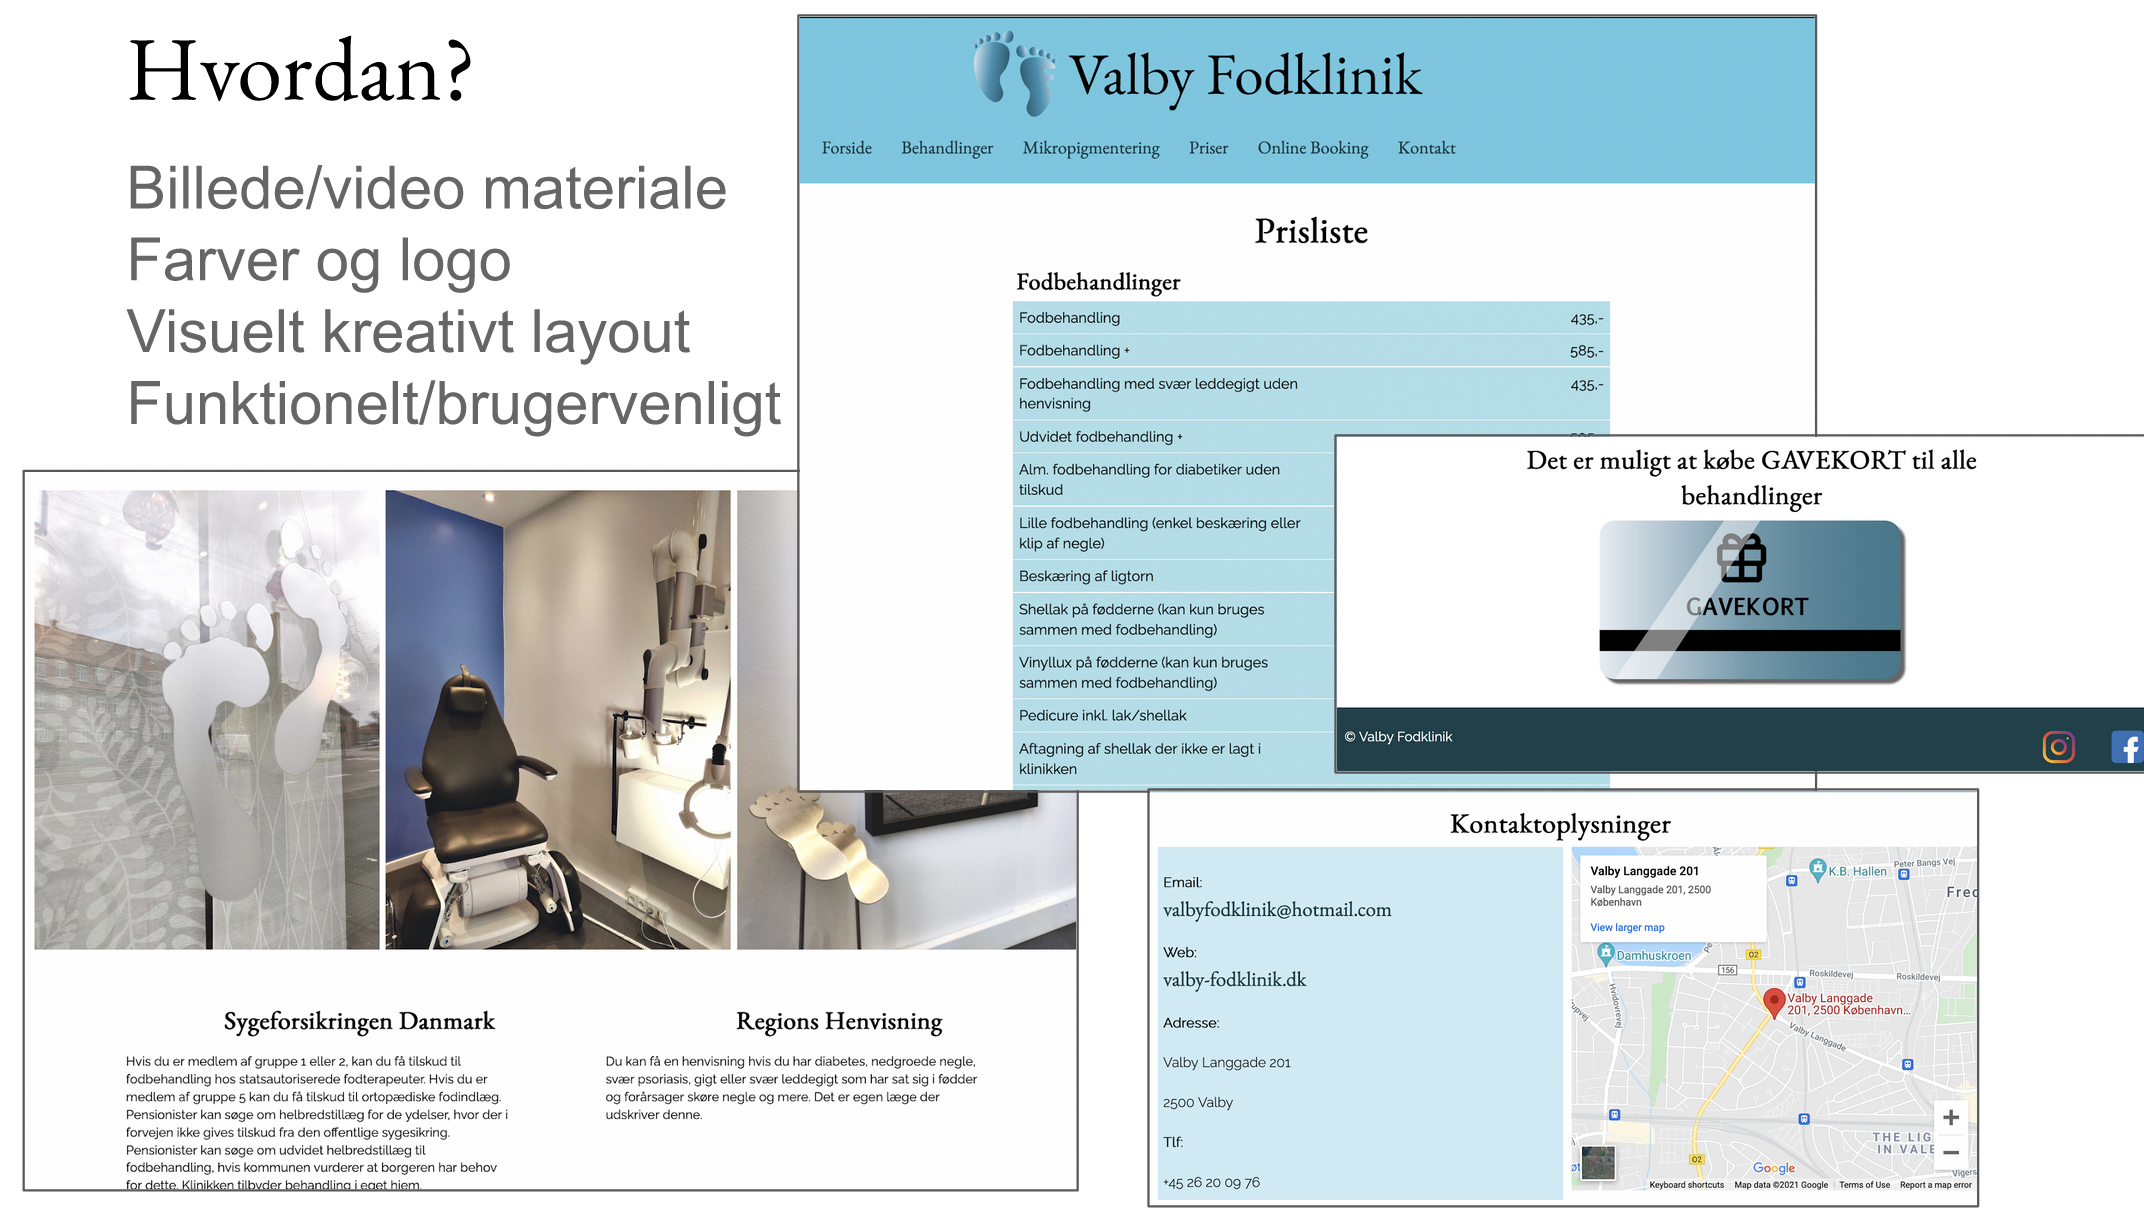 Hvordan?
Billede/video materiale
Farver og logo
Visuelt kreativt layout
Funktionelt/brugervenligt
Valby Fodklinik
Forside Behandlinger Mikropigmentering Priser Online Booking Kontakt
Prisliste
Fodbehandlinger
Fodbehandling 435,-
Fodbehandling + 585,-
Fodbehandling med svær leddegigt uden 435,-
henvisning
Udvidet fodbehandling +
Alm. fodbehandling for diabetiker uden
tilskud
Lille fodbehandling (enkel beskæring eller
klip af negle)
Beskæring af ligtorn
Shellak på fødderne (kan kun bruges
sammen med fodbehandling)
Vinyllux på fødderne (kan kun bruges
sammen med fodbehandling)
Pedicure inkl. lak/shellak
Aftagning af shellak der ikke er lagt i
klinikken
Det er muligt at købe GAVEKORT til alle
behandlinger
GAVEKORT
© Valby Fodklinik
Sygeforsikringen Danmark
Hvis du er medlem af gruppe 1 eller 2, kan du få tilskud til
fodbehandling hos statsautoriserede fodterapeuter. Hvis du er
medlem af gruppe 5 kan du få tilskud til ortopædiske fodindlæg.
Pensionister kan søge om helbredstillæg for de ydelser, hvor der i
forvejen ikke gives tilskud fra den offentlige sygesikring.
Pensionister kan søge om udvidet helbredstillæg til
fodbehandling, hvis kommunen vurderer at borgeren har behov
for dette. Klinikken tilbyder behandling i eget hjem.
Regions Henvisning
Du kan få en henvisning hvis du har diabetes, nedgroede negle,
svær psoriasis, gigt eller svær leddegigt som har sat sig i fødder
og forårsager skøre negle og mere. Det er egen læge der
udskriver denne.
Kontaktoplysninger
Email:
valbyfodklinik@hotmail.com
Web:
valby-fodklinik.dk
Adresse:
Valby Langgade 201
2500 Valby
Tlf:
+45 26 20 09 76
Valby Langgade 201
Valby Langgade 201, 2500
København
View larger map
K.B. Hallen
Peter Bangs Vej
Damhuskroen
02
156
Roskildevej
Roskildevej
Hvidovrevej
Valby Langgade
201, 2500 København...
Valby Langgade
THE LIG
IN VALE
02
Google
Keyboard shortcuts Map data ©2021 Google Terms of Use Report a map error